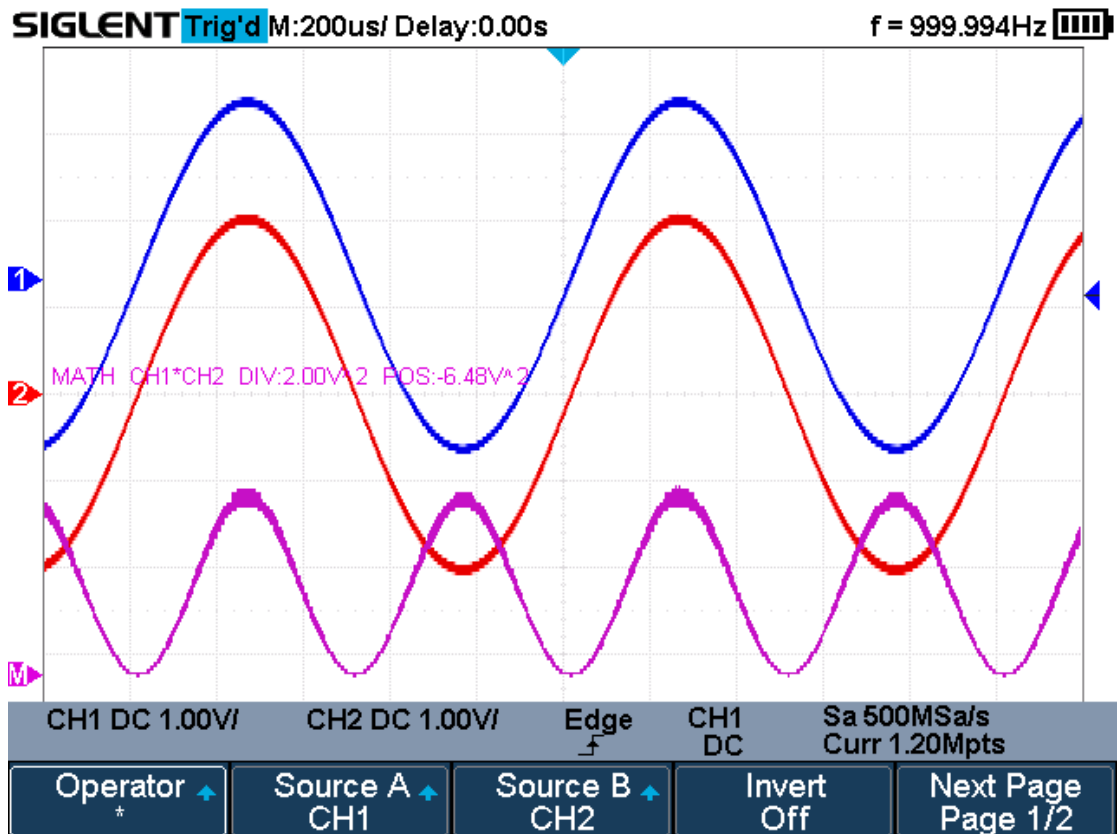 SIGLENT Trig'd M:200us/ Delay:0.00s f = 999.994Hz
1
MATH CH1*CH2 DIV:2.00V^2 POS:-6.48V^2
2
M
CH1 DC 1.00V/ CH2 DC 1.00V/ Edge CH1 Sa 500MSa/s
DC Curr 1.20Mpts
Operator Source A Source B Invert Next Page
* CH1 CH2 Off Page 1/2